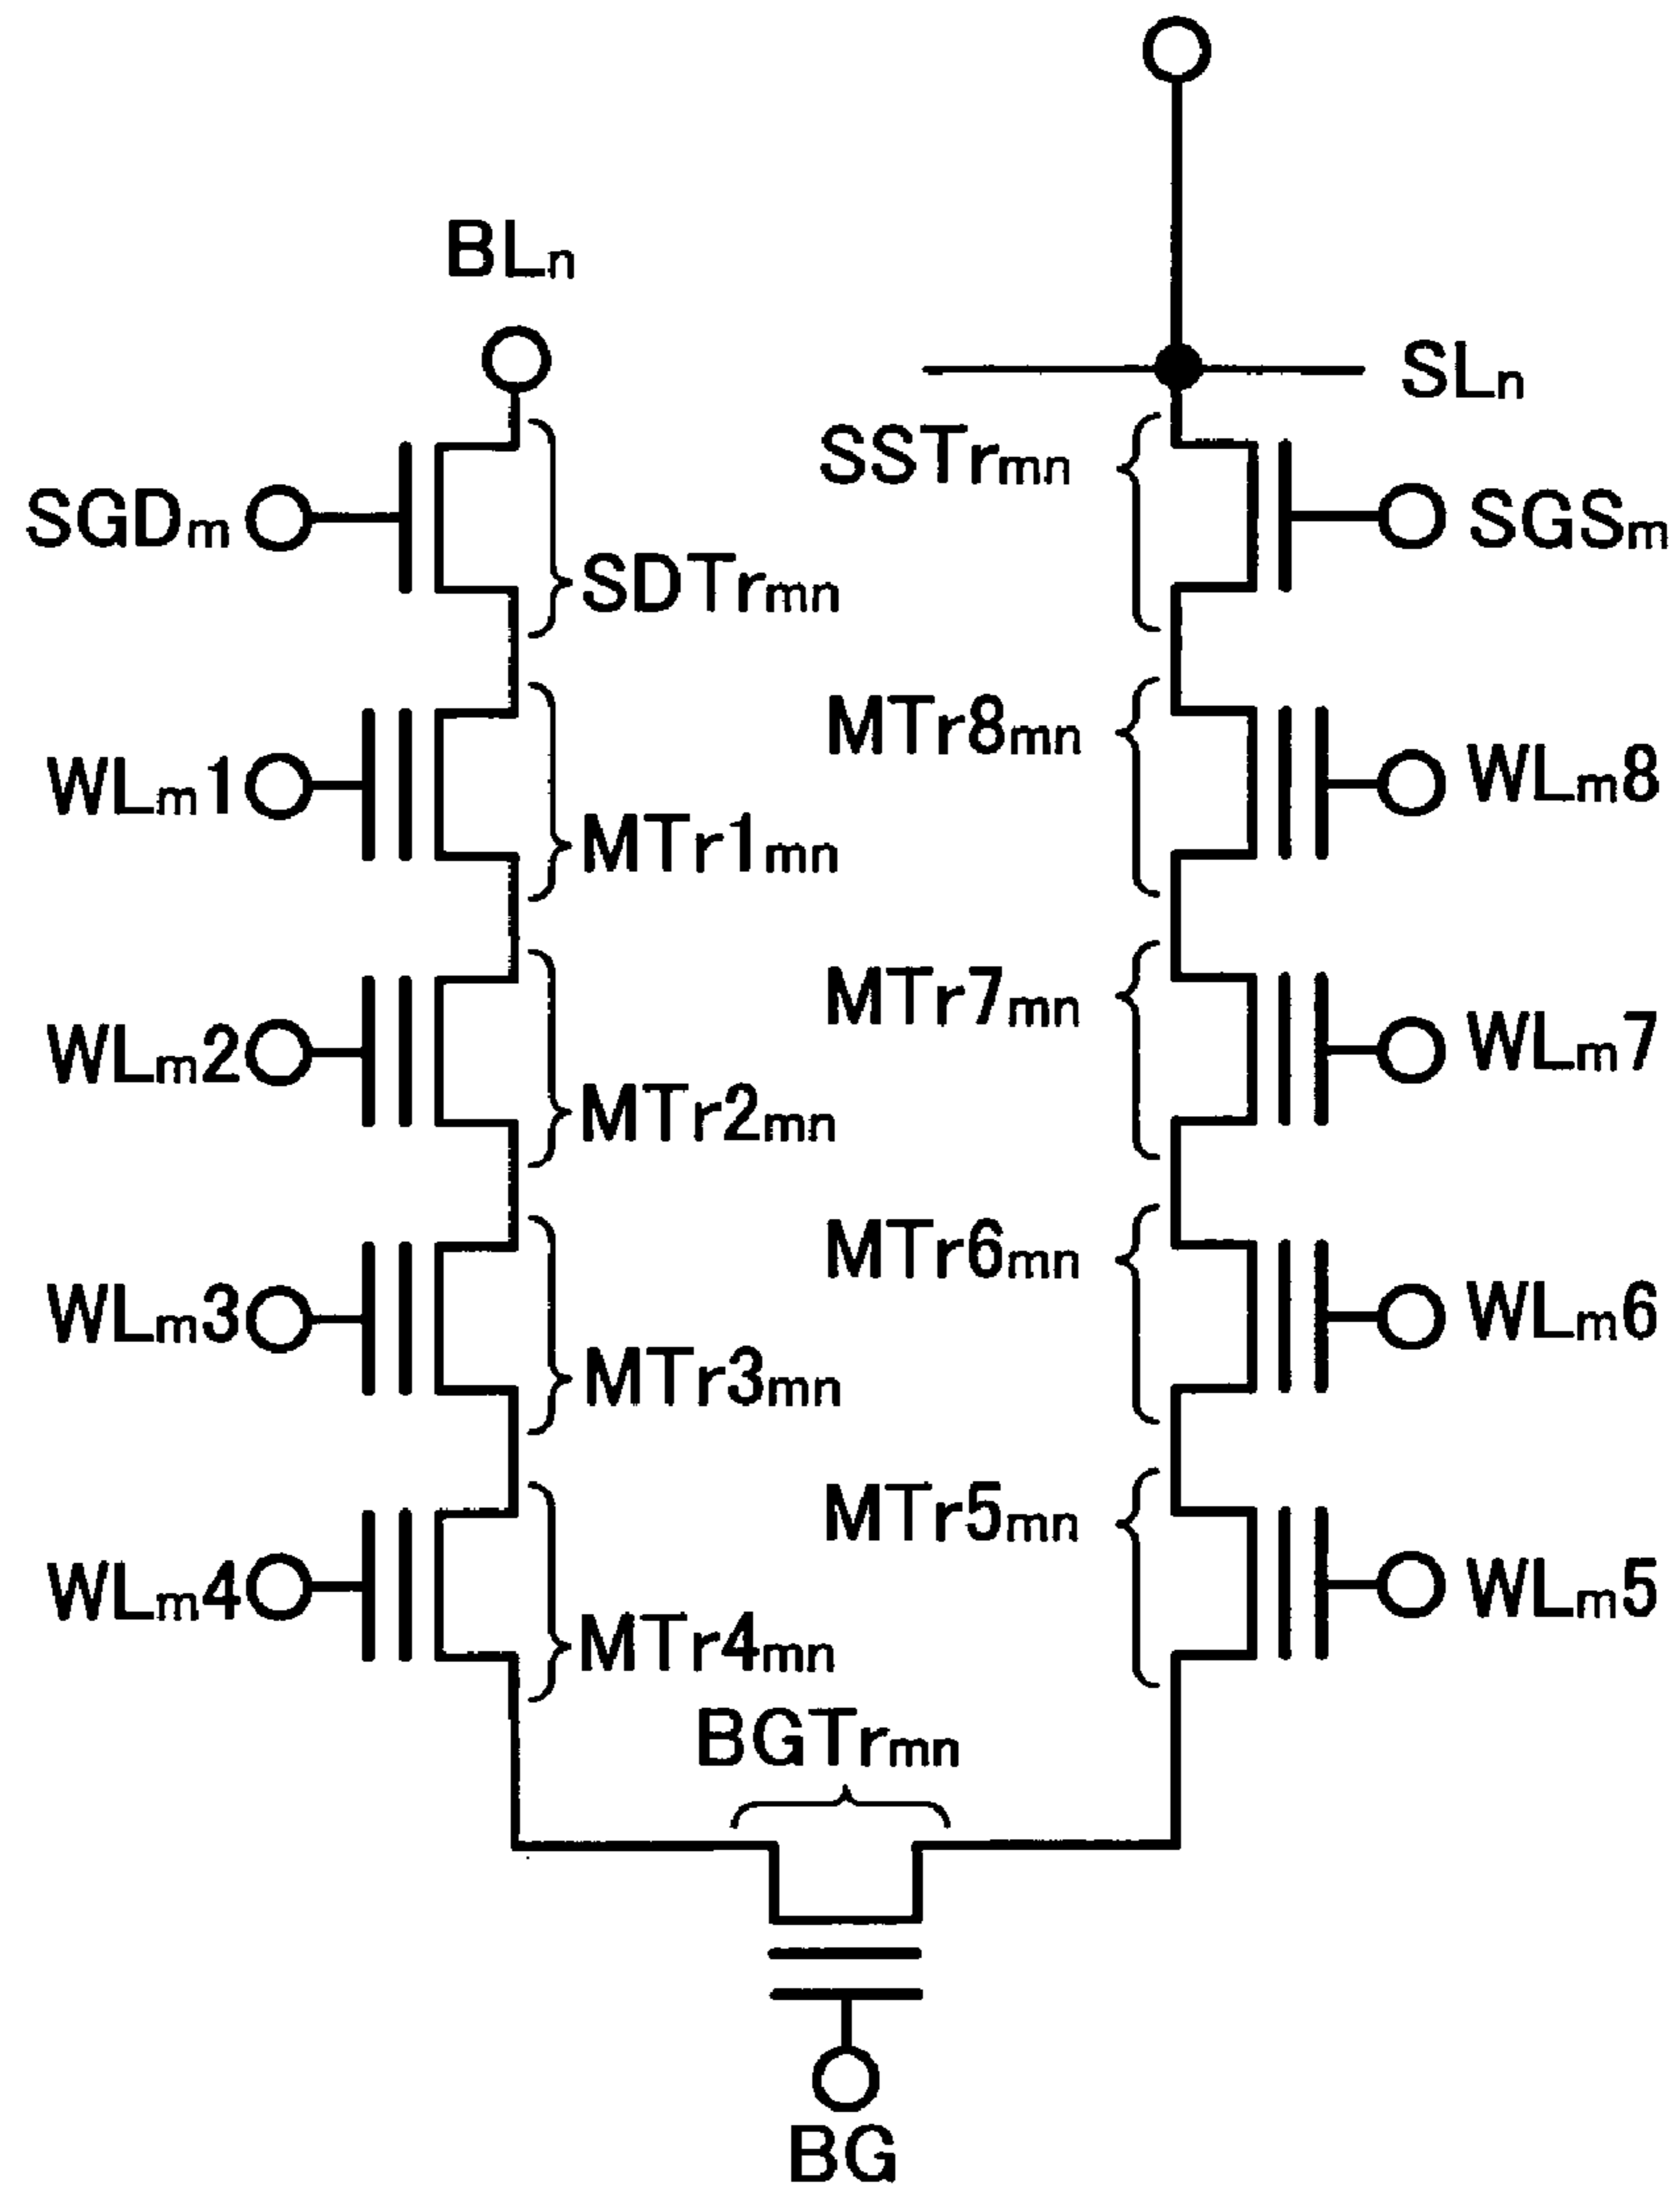 BLn
SLn
SSTrmn
SGDm
SGSm
SDTrmn
MTr8mn
WLm1
WLm8
MTr1mn
MTr7mn
WLm2
WLm7
MTr2mn
MTr6mn
WLm3
WLm6
MTr3mn
MTr5mn
WLm4
WLm5
MTr4mn
BGTrmn
BG